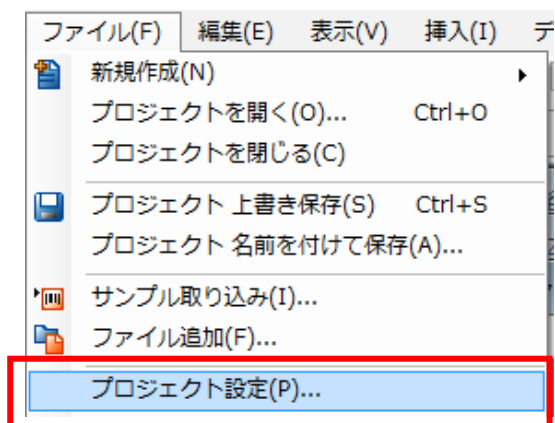 ファイル(F) 編集(E) 表示(V) 挿入(I) デ
新規作成(N)
プロジェクトを開く(O)... Ctrl+O
プロジェクトを閉じる(C)
プロジェクト 上書き保存(S) Ctrl+S
プロジェクト 名前を付けて保存(A)...
サンプル取り込み(I)...
ファイル追加(F)...
プロジェクト設定(P)...